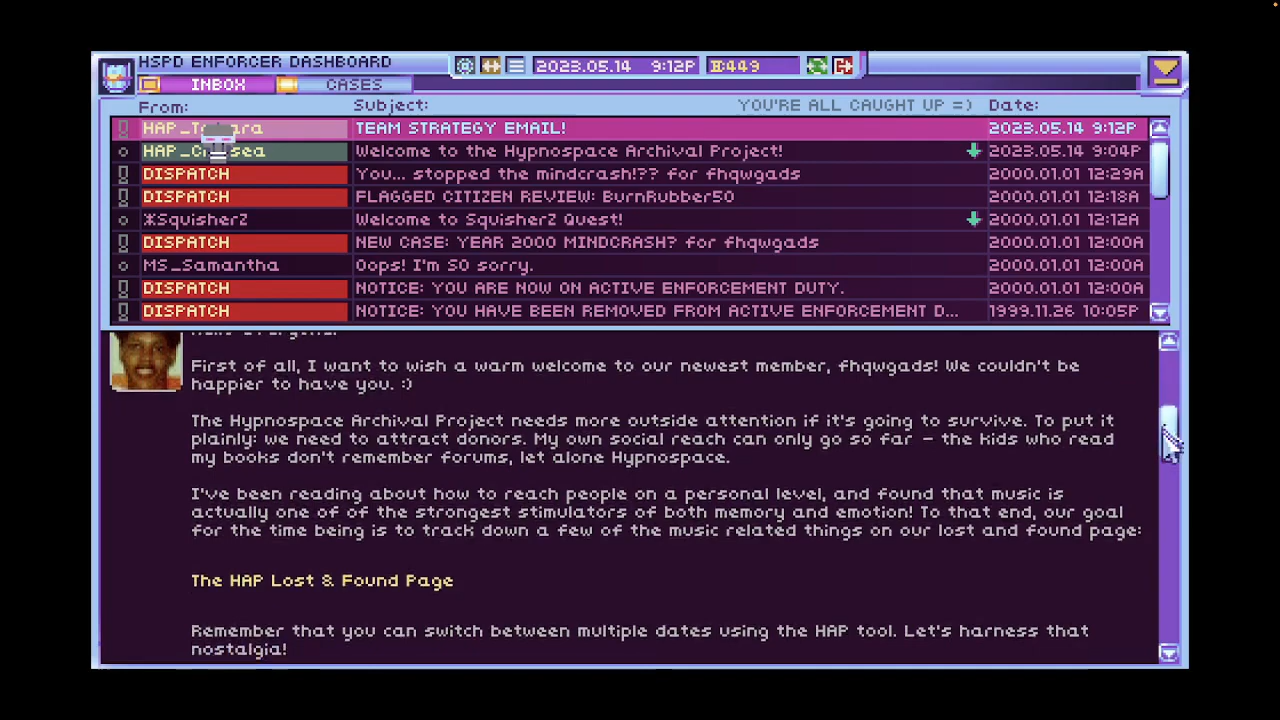 HSPD ENFORCER DASHBOARD
2023.05.14 9:12P
449
INBOX
CASES
From:
Subject:
YOU'RE ALL CAUGHT UP =)
Date:
TEAM STRATEGY EMAIL!
2023.05.14 9:12P
Welcome to the Hypnospace Archival Project!
2023.05.14 9:04P
DISPATCH
You... stopped the mindcrash!?? for fhqwgads
2000.01.01 12:29A
DISPATCH
FLAGGED CITIZEN REVIEW: BurnRubber50
2000.01.01 12:18A
SquisherZ
Welcome to SquisherZ Quest!
2000.01.01 12:12A
DISPATCH
NEW CASE: YEAR 2000 MINDCRASH? for fhqwgads
2000.01.01 12:00A
MS_Samantha
Oops! I'm SO sorry.
2000.01.01 12:00A
DISPATCH
NOTICE: YOU ARE NOW ON ACTIVE ENFORCEMENT DUTY.
2000.01.01 12:00A
DISPATCH
NOTICE: YOU HAVE BEEN REMOVED FROM ACTIVE ENFORCEMENT D...
1999.11.26 10:05P
First of all, I want to wish a warm welcome to our newest member, fhqwgads! We couldn't be
happier to have you. :)
The Hypnospace Archival Project needs more outside attention if it's going to survive. To put it
plainly: we need to attract donors. My own social reach can only go so far - the kids who read
my books don't remember forums, let alone Hypnospace.
I've been reading about how to reach people on a personal level, and found that music is
actually one of of the strongest stimulators of both memory and emotion! To that end, our goal
for the time being is to track down a few of the music related things on our lost and found page:
The HAP Lost & Found Page
Remember that you can switch between multiple dates using the HAP tool. Let's harness that
nostalgia!